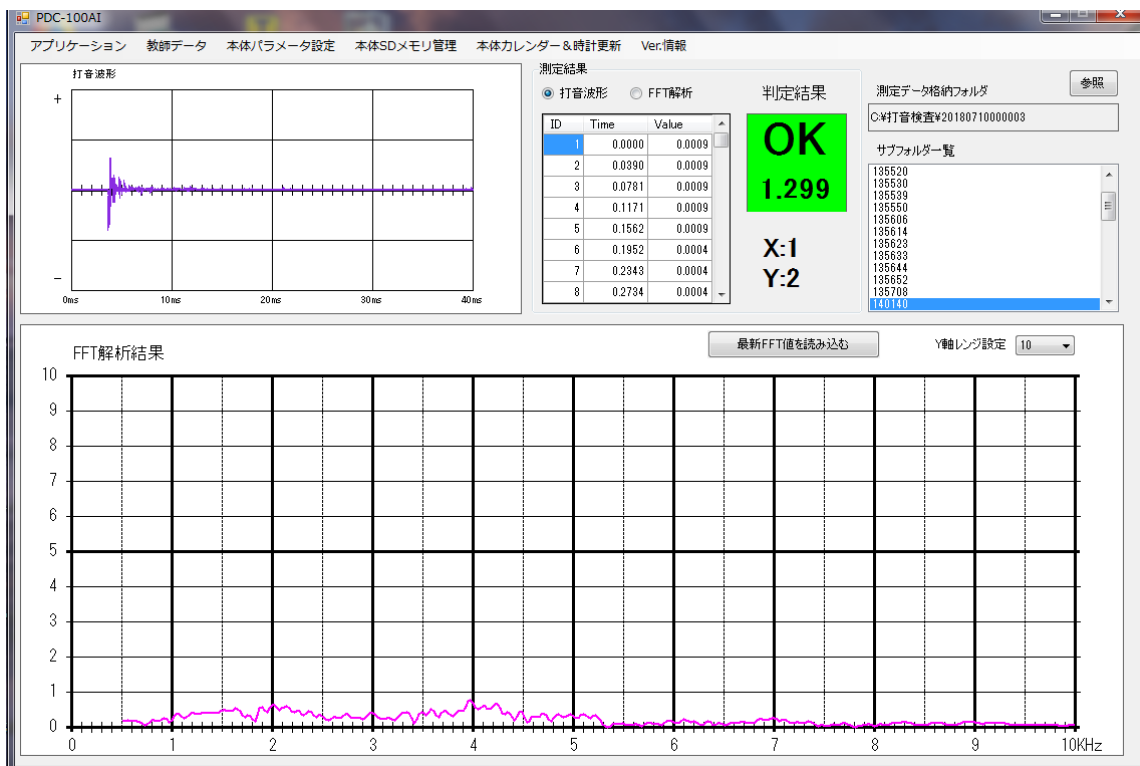 PDC-100AI
アプリケーション 教師データ 本体パラメータ設定 本体SDメモリ管理 本体カレンダー＆時計更新 Ver.情報
打音波形
+
−
0ms 10ms 20ms 30ms 40ms
測定結果
打音波形 FFT解析
ID Time Value
1 0.0000 0.0009
2 0.0390 0.0009
3 0.0781 0.0009
4 0.1171 0.0009
5 0.1562 0.0009
6 0.1952 0.0004
7 0.2343 0.0004
8 0.2734 0.0004
判定結果
OK
1.299
X:1
Y:2
測定データ格納フォルダ 参照
C:¥打音検査¥20180710000003
サブフォルダ一覧
135520
135530
135539
135550
135606
135614
135623
135633
135644
135652
135708
140140
FFT解析結果
最新FFT値を読み込む
Y軸レンジ設定 10
10
9
8
7
6
5
4
3
2
1
0
0 1 2 3 4 5 6 7 8 9 10KHz